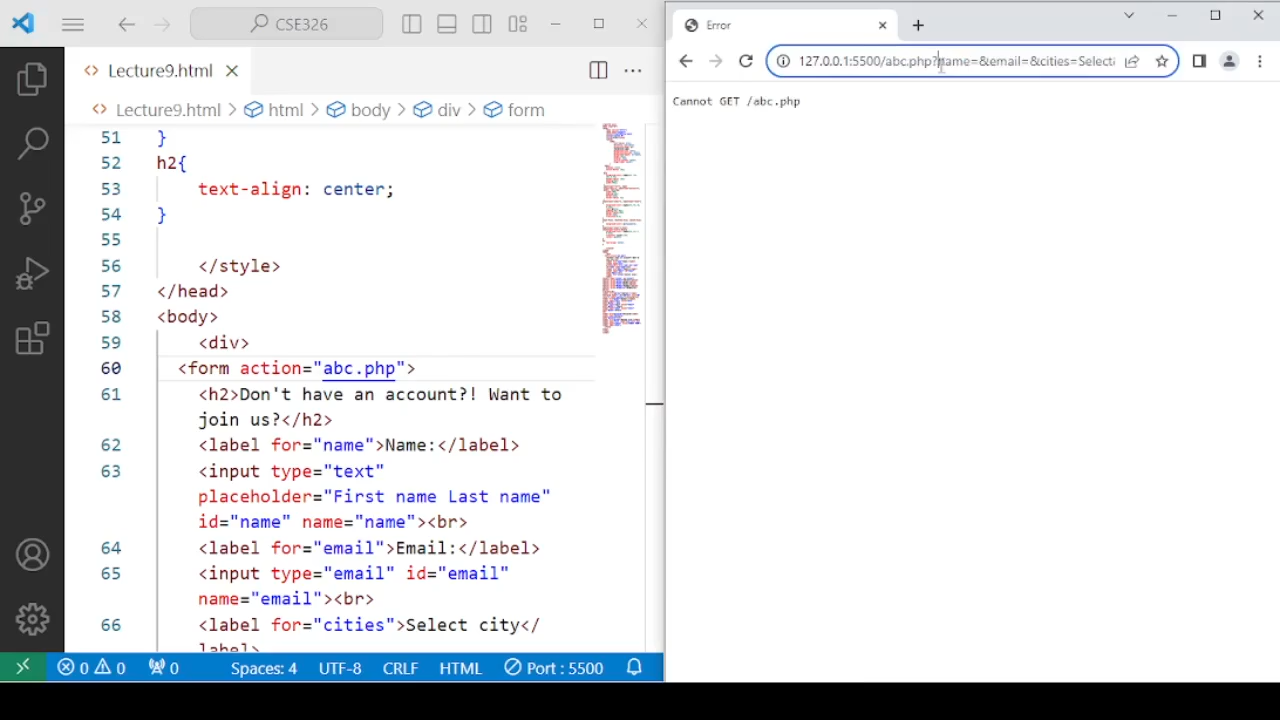 CSE326
Lecture9.html
Lecture9.html > html > body > div > form
51 }
52 h2{
53 text-align: center;
54 }
55
56 </style>
57 </head>
58 <body>
59 <div>
60 <form action="abc.php">
61 <h2>Don't have an account?! Want to
join us?</h2>
62 <label for="name">Name:</label>
63 <input type="text"
placeholder="First name Last name"
id="name" name="name"><br>
64 <label for="email">Email:</label>
65 <input type="email" id="email"
name="email"><br>
66 <label for="cities">Select city</
label>
0 0 0 Spaces: 4 UTF-8 CRLF HTML Port : 5500
Error
127.0.0.1:5500/abc.php?name=&email=&cities=Selecti
Cannot GET /abc.php